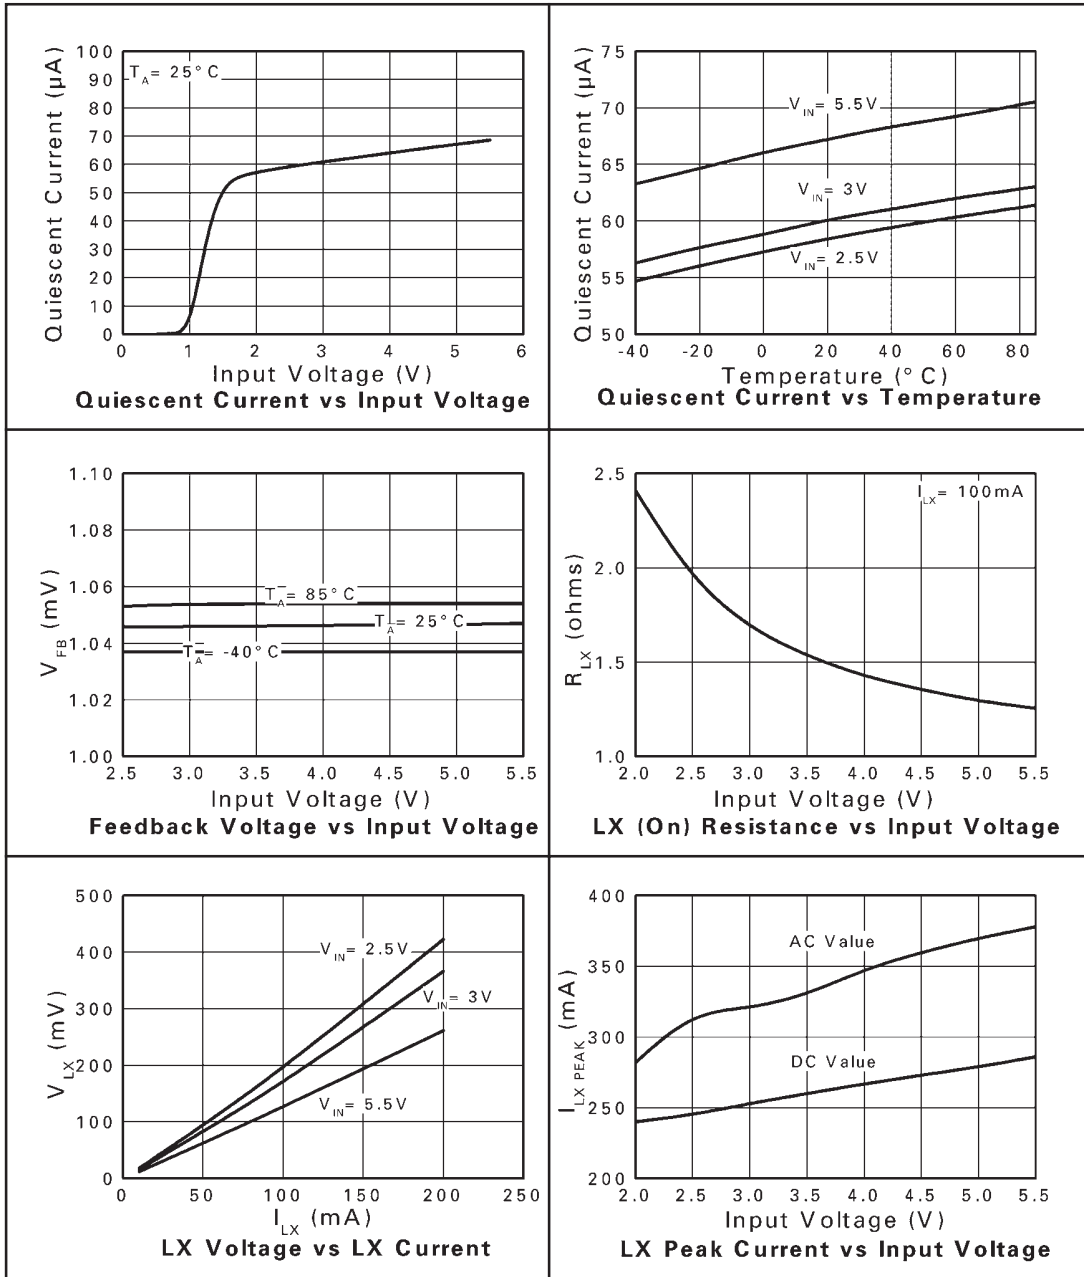 Quiescent Current (µA)
100
90
80
70
60
50
40
30
20
10
0
T_A= 25°C
0 1 2 3 4 5 6
Input Voltage (V)
Quiescent Current vs Input Voltage
Quiescent Current (µA)
75
70
65
60
55
50
V_IN= 5.5V
V_IN= 3V
V_IN= 2.5V
-40 -20 0 20 40 60 80
Temperature (°C)
Quiescent Current vs Temperature
V_FB (mV)
1.10
1.08
1.06
1.04
1.02
1.00
T_A= 85°C
T_A= 25°C
T_A= -40°C
2.5 3.0 3.5 4.0 4.5 5.0 5.5
Input Voltage (V)
Feedback Voltage vs Input Voltage
R_LX (ohms)
2.5
2.0
1.5
1.0
I_LX= 100mA
2.0 2.5 3.0 3.5 4.0 4.5 5.0 5.5
Input Voltage (V)
LX (On) Resistance vs Input Voltage
V_LX (mV)
500
400
300
200
100
0
V_IN= 2.5V
V_IN= 3V
V_IN= 5.5V
0 50 100 150 200 250
I_LX (mA)
LX Voltage vs LX Current
I_LX PEAK (mA)
400
350
300
250
200
AC Value
DC Value
2.0 2.5 3.0 3.5 4.0 4.5 5.0 5.5
Input Voltage (V)
LX Peak Current vs Input Voltage